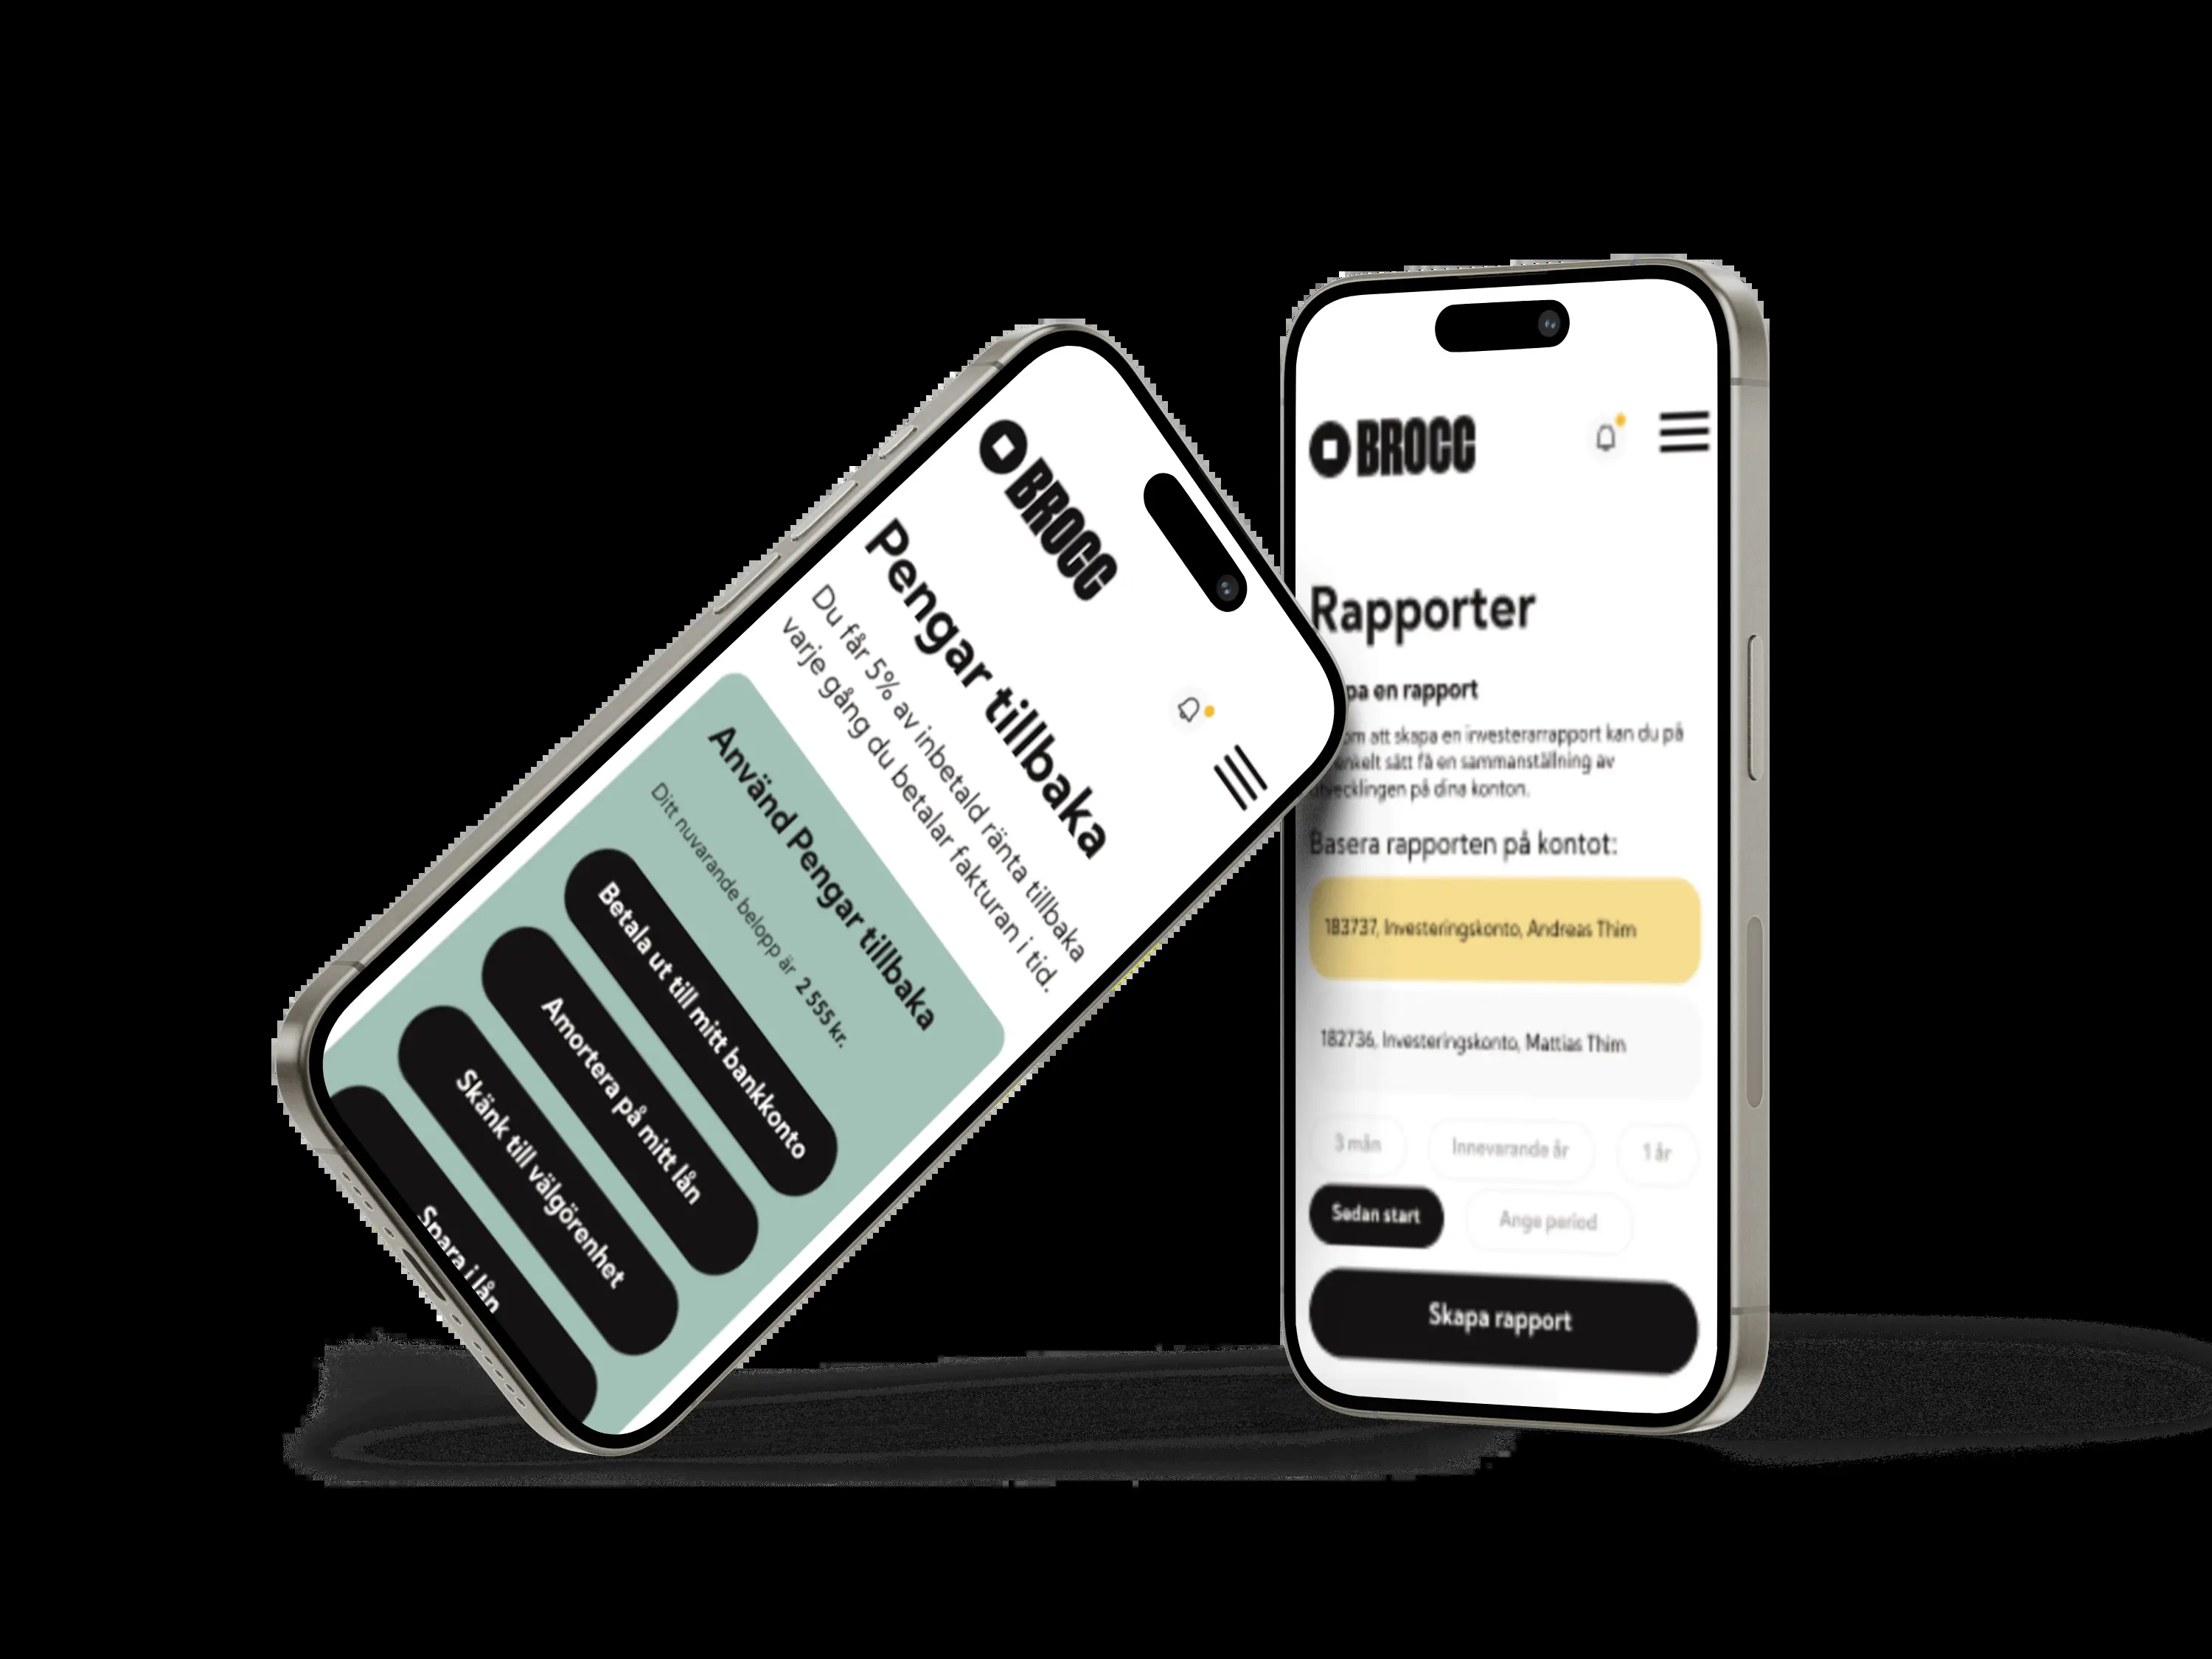 BROCC
Pengar tillbaka
Du får 5% av inbetald ränta tillbaka
varje gång du betalar fakturan i tid.
Använd Pengar tillbaka
Ditt nuvarande belopp är 2 555 kr.
Betala ut till mitt bankkonto
Amortera på mitt lån
Skänk till välgörenhet
Spara i lån
BROCC
Rapporter
pa en rapport
om att skapa en investerarrapport kan du på
enkelt sätt få en sammanställning av
utvecklingen på dina konton.
Basera rapporten på kontot:
183737, Investeringskonto, Andreas Thim
182736, Investeringskonto, Mattias Thim
3 mån
Innevarande år
1 år
Sedan start
Ange period
Skapa rapport